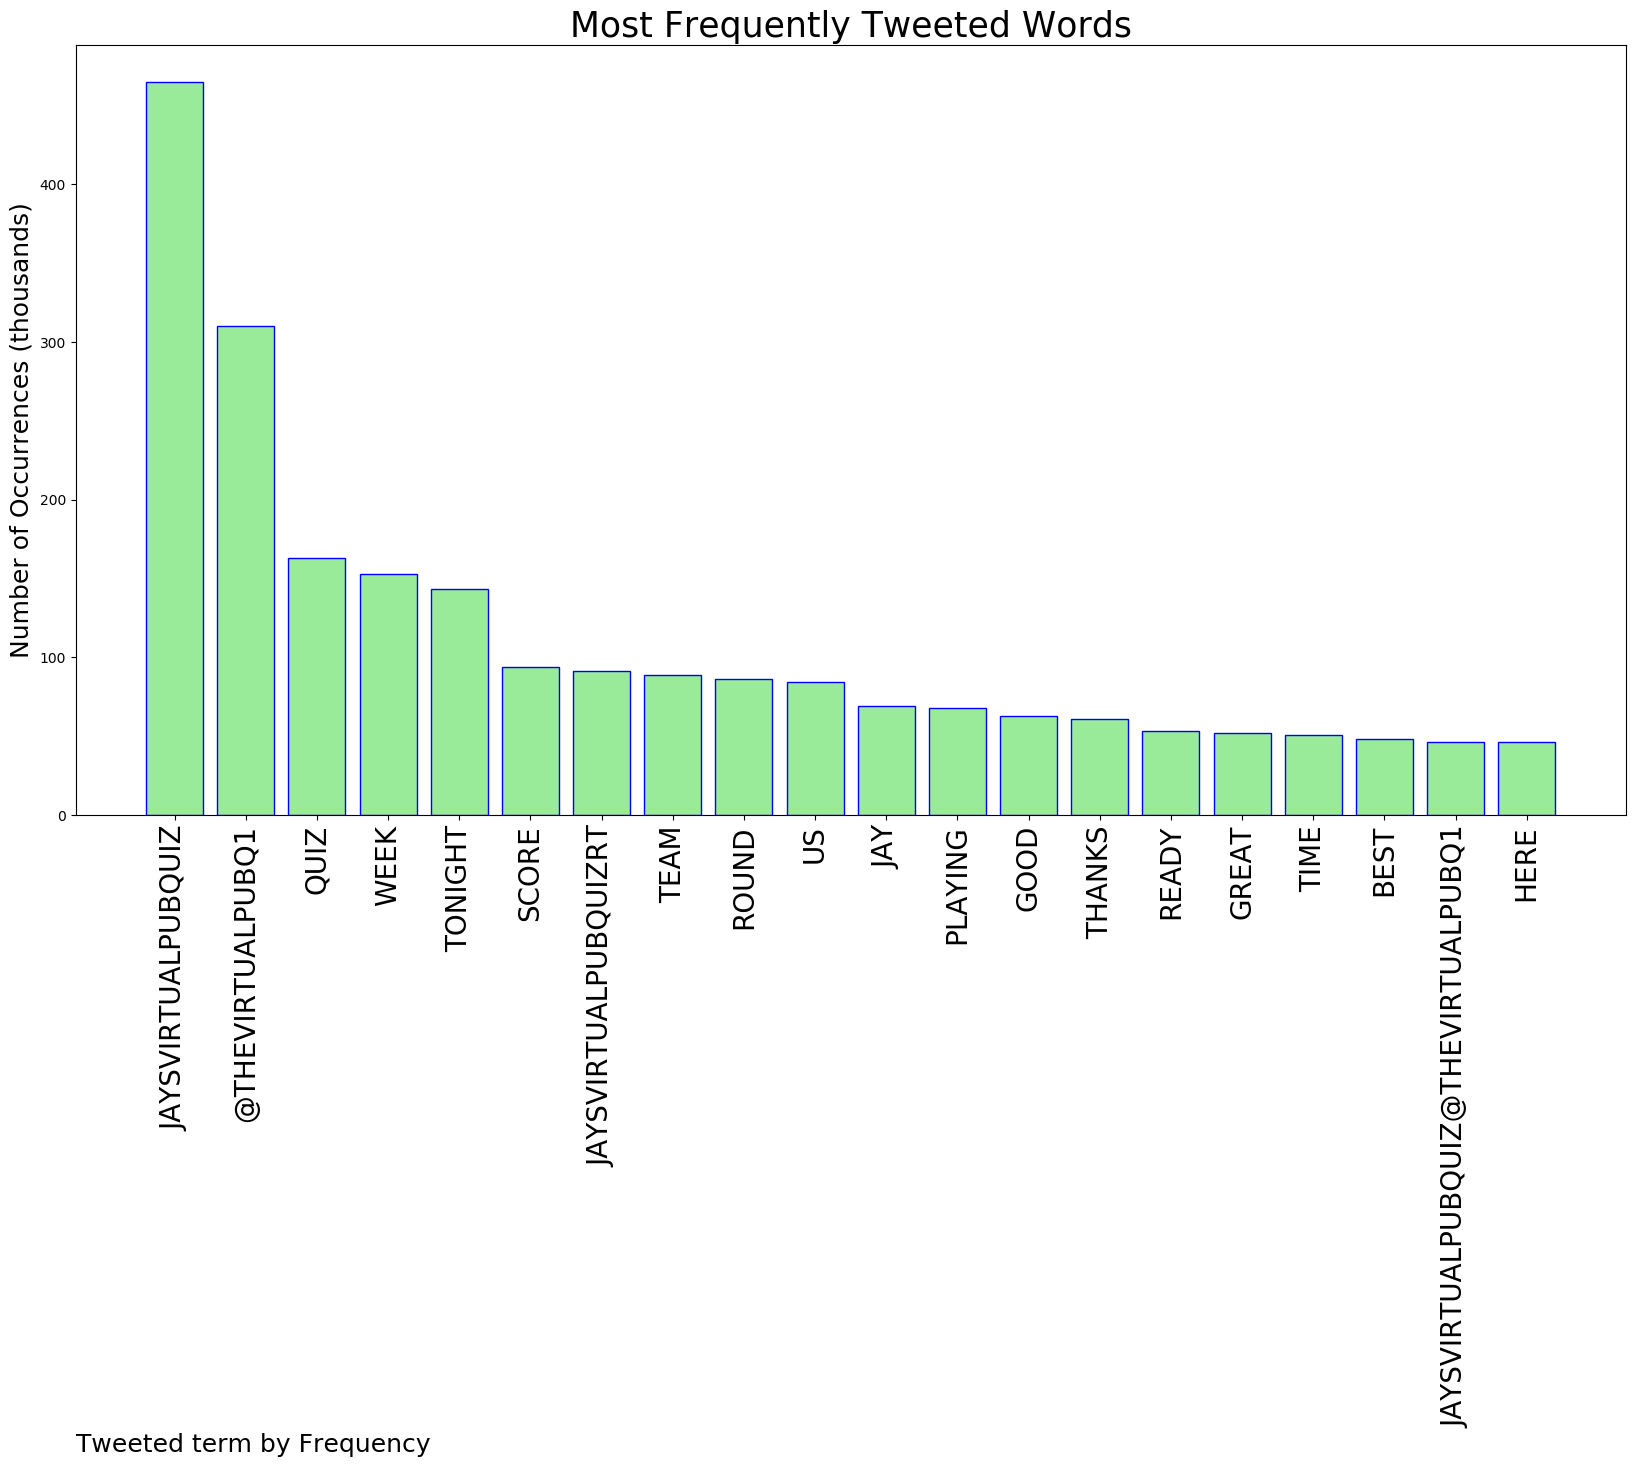 Most Frequently Tweeted Words
Number of Occurrences (thousands)
400
300
200
100
0
JAYSVIRTUALPUBQUIZ
@THEVIRTUALPUBQ1
QUIZ
WEEK
TONIGHT
SCORE
JAYSVIRTUALPUBQUIZRT
TEAM
ROUND
US
JAY
PLAYING
GOOD
THANKS
READY
GREAT
TIME
BEST
JAYSVIRTUALPUBQUIZ@THEVIRTUALPUBQ1
HERE
Tweeted term by Frequency